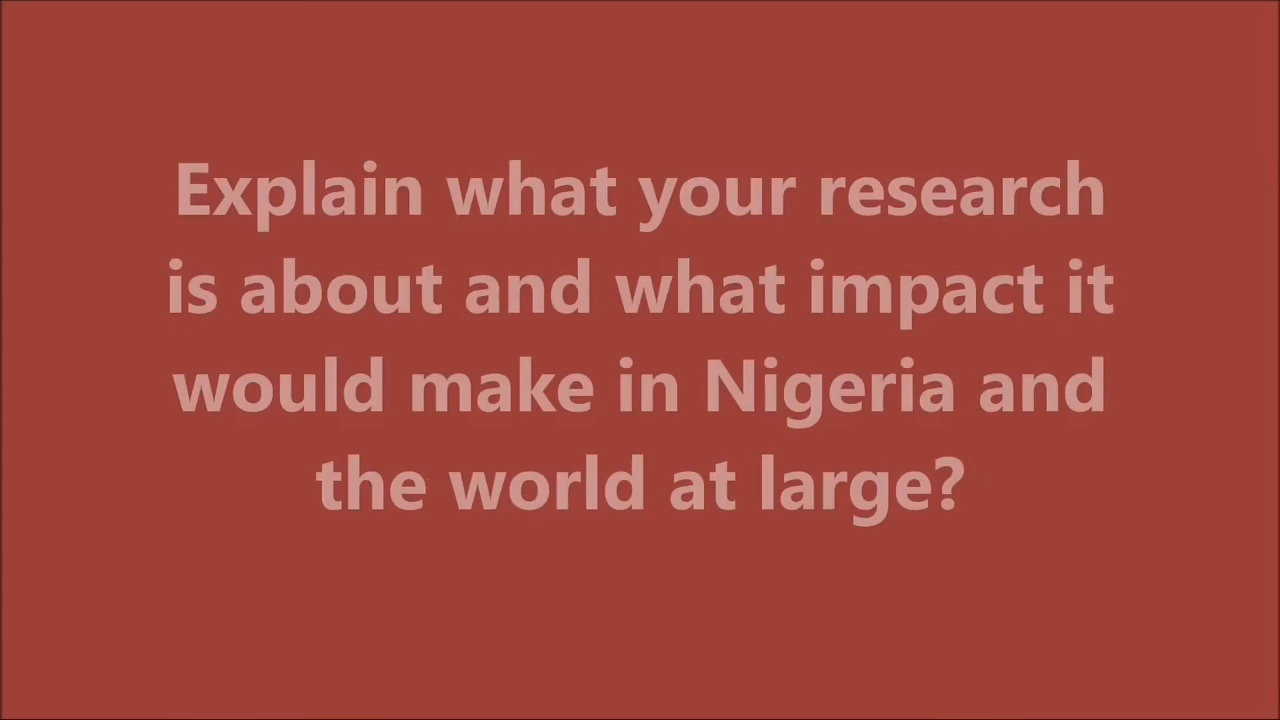 Explain what your research
is about and what impact it
would make in Nigeria and
the world at large?